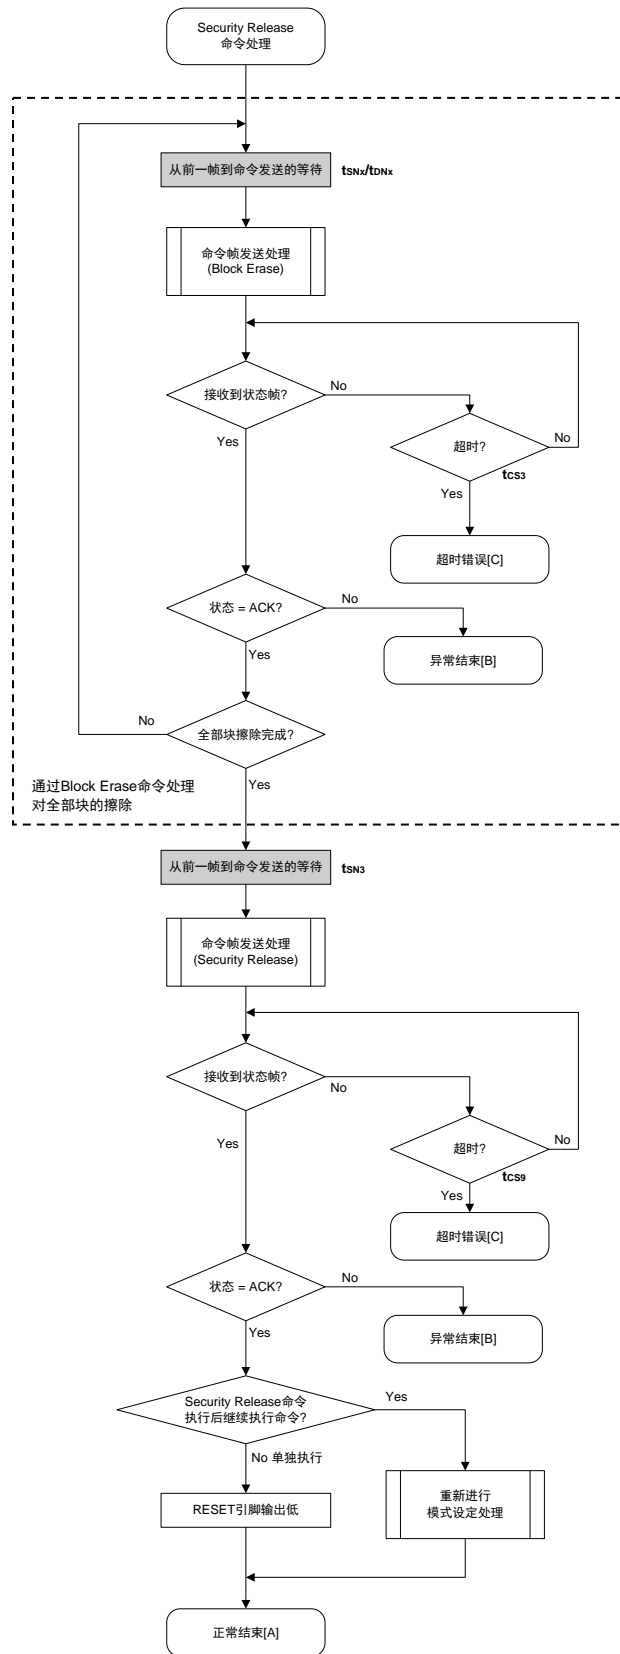 Security Release
命令处理
从前一帧到命令发送的等待
tSNx/tDNx
命令帧发送处理
(Block Erase)
接收到状态帧?
No
Yes
超时?
No
tCS3
Yes
超时错误[C]
状态 = ACK?
No
Yes
异常结束[B]
全部块擦除完成?
No
Yes
通过Block Erase命令处理
对全部块的擦除
从前一帧到命令发送的等待
tSN3
命令帧发送处理
(Security Release)
接收到状态帧?
No
Yes
超时?
No
tCS9
Yes
超时错误[C]
状态 = ACK?
No
Yes
异常结束[B]
Security Release命令
执行后继续执行命令?
Yes
No 单独执行
RESET引脚输出低
重新进行
模式设定处理
正常结束[A]